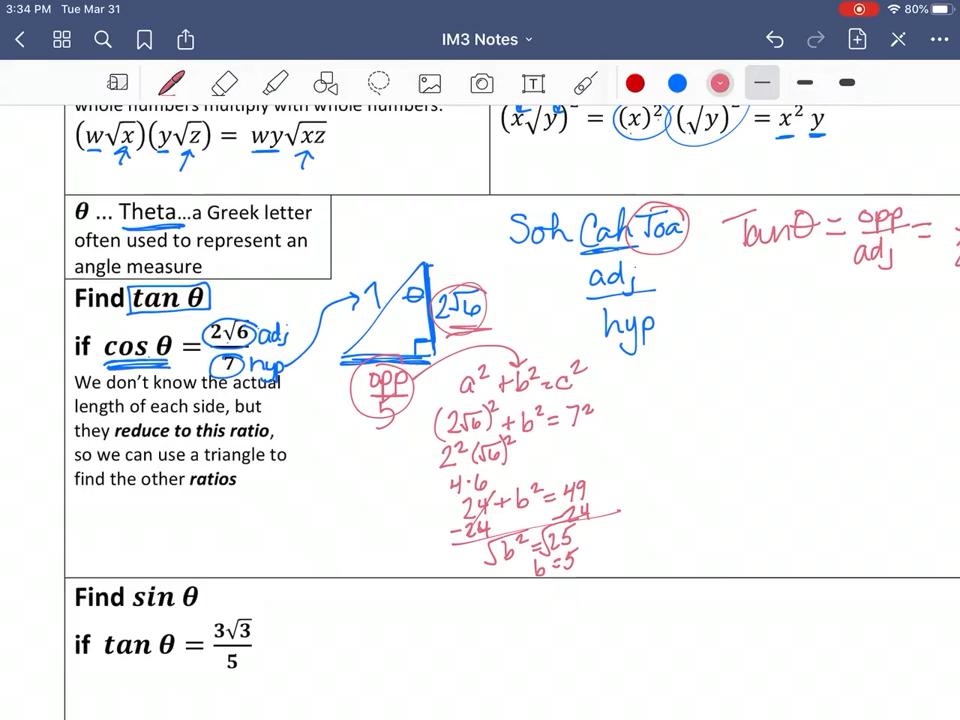 3:34 PM Tue Mar 31
80%
IM3 Notes
whole numbers multiply with whole numbers.
(w√x)(y√z) = wy√xz
(x√y)² = (x)² (√y)² = x² y
θ ... Theta...a Greek letter
often used to represent an
angle measure
Soh Cah Toa
adj
hyp
Tan θ = opp/adj =
Find tan θ
if cos θ = 2√6/7
adj
hyp
7
θ
2√6
opp
5
We don't know the actual
length of each side, but
they reduce to this ratio,
so we can use a triangle to
find the other ratios
a² + b² = c²
(2√6)² + b² = 7²
2² (√6)²
4·6
24 + b² = 49
-24 -24
√b² = √25
b = 5
Find sin θ
if tan θ = 3√3/5